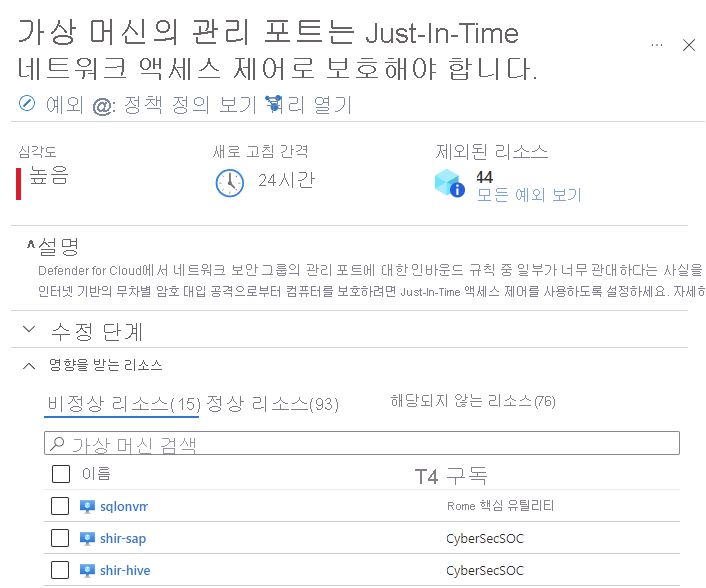 가상 머신의 관리 포트는 Just-In-Time
네트워크 액세스 제어로 보호해야 합니다.
예외 @: 정책 정의 보기 열기
심각도
높음
새로 고침 간격
24시간
제외된 리소스
44
모든 예외 보기
^설명
Defender for Cloud에서 네트워크 보안 그룹의 관리 포트에 대한 인바운드 규칙 중 일부가 너무 관대하다는 사실을
인터넷 기반의 무차별 암호 대입 공격으로부터 컴퓨터를 보호하려면 Just-In-Time 액세스 제어를 사용하도록 설정하세요. 자세히
수정 단계
영향을 받는 리소스
비정상 리소스(15) 정상 리소스(93) 해당되지 않는 리소스(76)
가상 머신 검색
이름 T4 구독
sqlonvm Rome 핵심 유틸리티
shir-sap CyberSecSOC
shir-hive CyberSecSOC